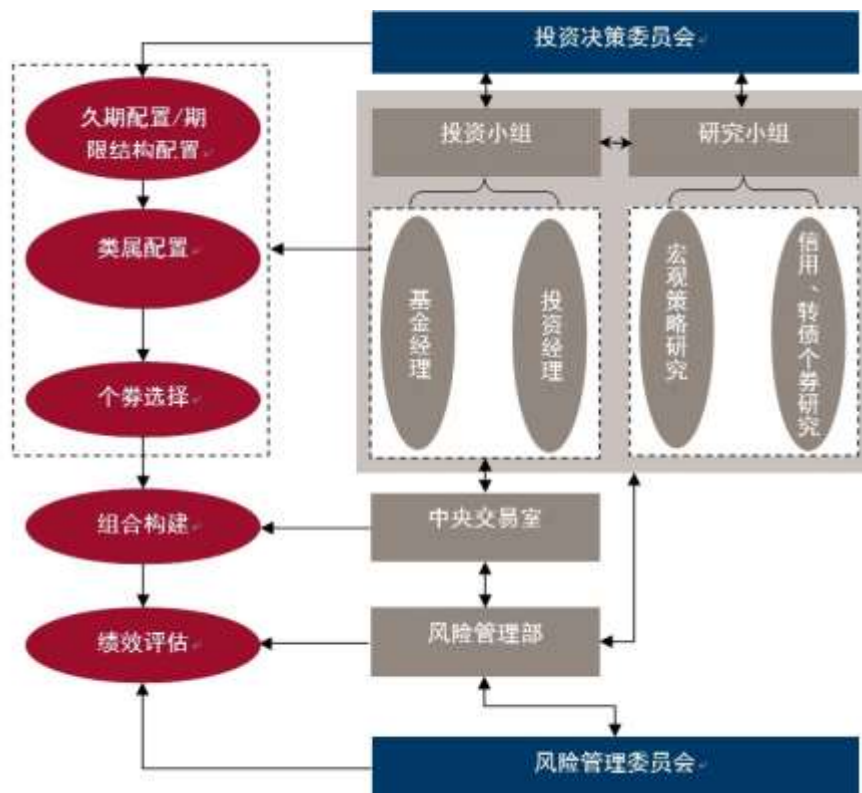 投资决策委员会
久期配置/期
限结构配置
投资小组
研究小组
类属配置
基金经理
投资经理
宏观策略研究
信用、转债个券研究
个券选择
组合构建
中央交易室
绩效评估
风险管理部
风险管理委员会